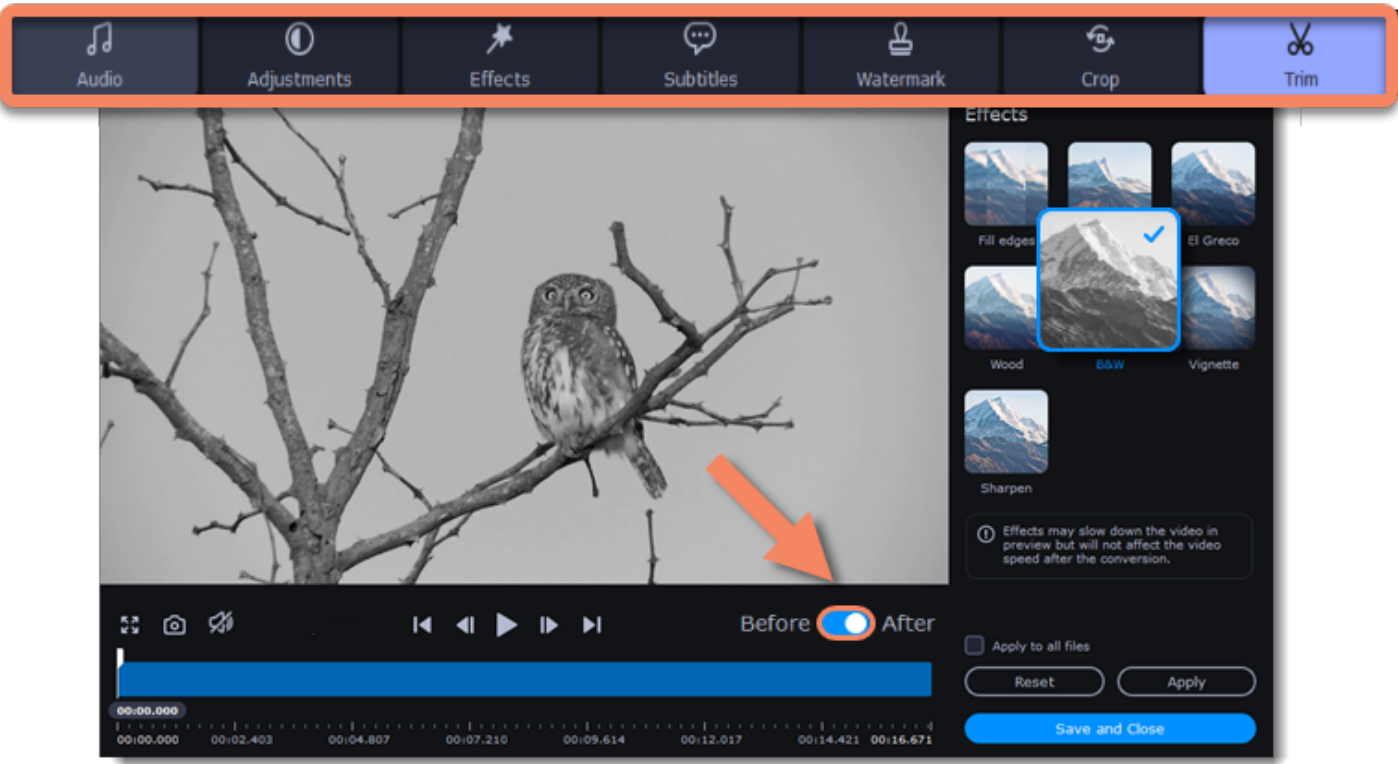 Audio
Adjustments
Effects
Subtitles
Watermark
Crop
Trim
Effects
Fill edges
El Greco
Wood
B&W
Vignette
Sharpen
Effects may slow down the video in
preview but will not affect the video
speed after the conversion.
Before
After
Apply to all files
Reset
Apply
Save and Close
00:00.000
00:00.000
00:02.403
00:04.807
00:07.210
00:09.614
00:12.017
00:14.421
00:16.671